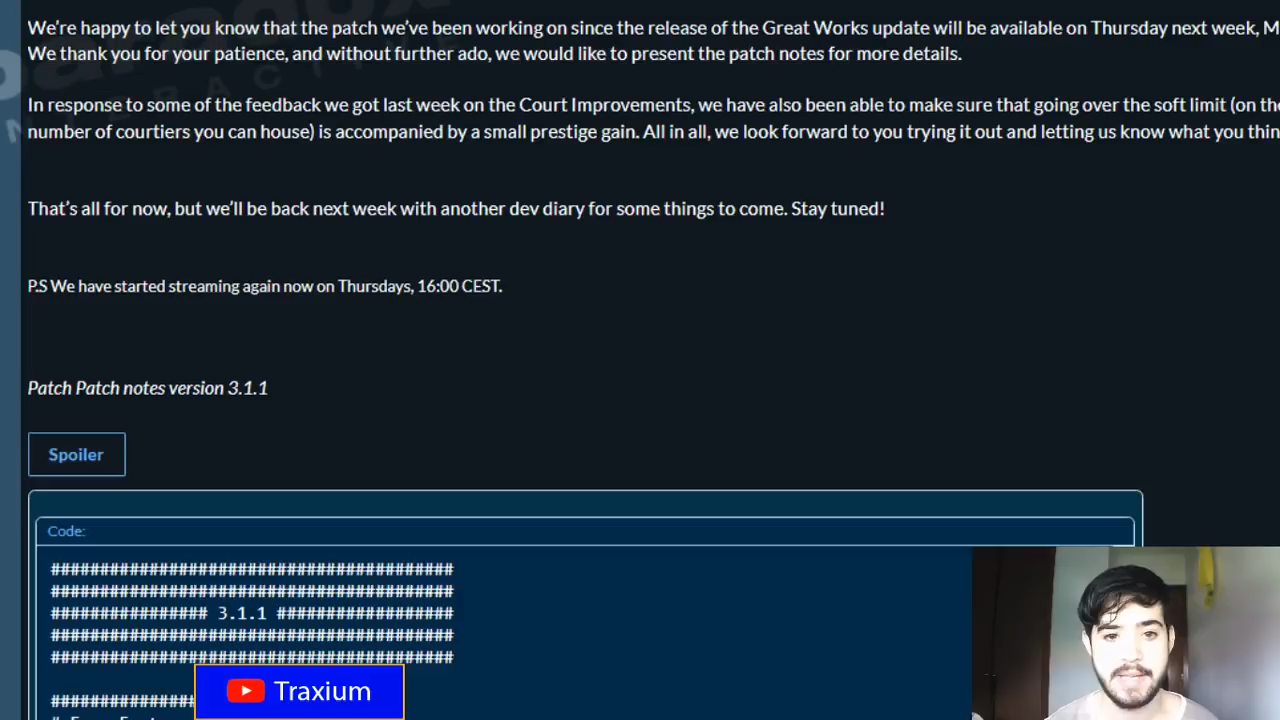 We're happy to let you know that the patch we've been working on since the release of the Great Works update will be available on Thursday next week,
We thank you for your patience, and without further ado, we would like to present the patch notes for more details.
In response to some of the feedback we got last week on the Court Improvements, we have also been able to make sure that going over the soft limit (on the
number of courtiers you can house) is accompanied by a small prestige gain. All in all, we look forward to you trying it out and letting us know what you
That's all for now, but we'll be back next week with another dev diary for some things to come. Stay tuned!
P.S We have started streaming again now on Thursdays, 16:00 CEST.
Patch Patch notes version 3.1.1
Spoiler
Code:
#########################################
#########################################
################ 3.1.1 ##################
#########################################
#########################################
###############
Traxium